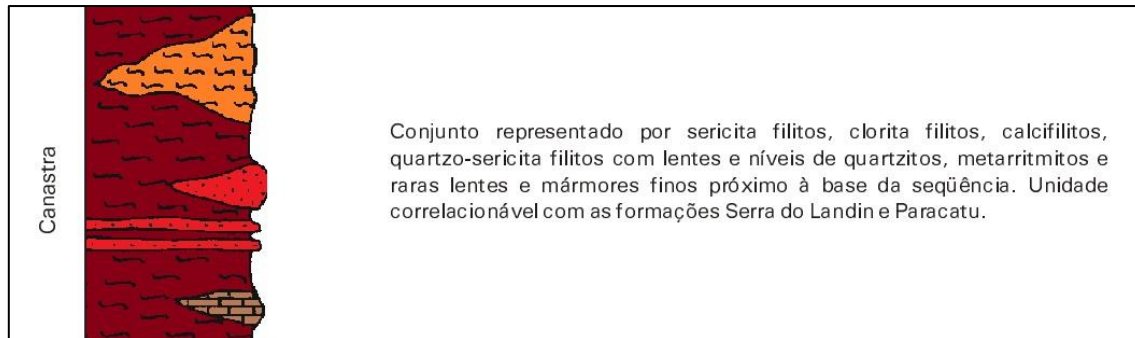 Canastra
Conjunto representado por sericita filitos, clorita filitos, calcifilitos,
quartzo-sericita filitos com lentes e níveis de quartzitos, metarritmitos e
raras lentes e mármores finos próximo à base da seqüência. Unidade
correlacionável com as formações Serra do Landin e Paracatu.